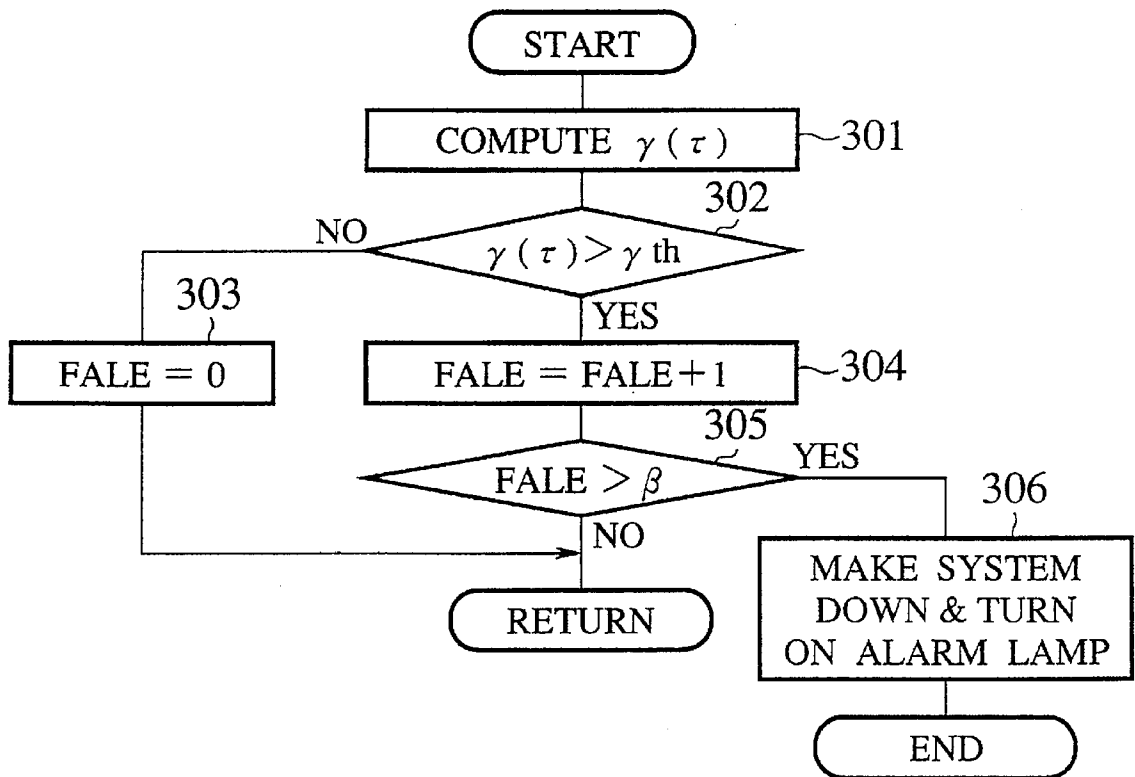 START
COMPUTE γ(τ)
301
302
NO
γ(τ)>γth
YES
303
FALE = 0
FALE = FALE+1
304
305
YES
FALE > β
NO
306
MAKE SYSTEM
DOWN & TURN
ON ALARM LAMP
RETURN
END